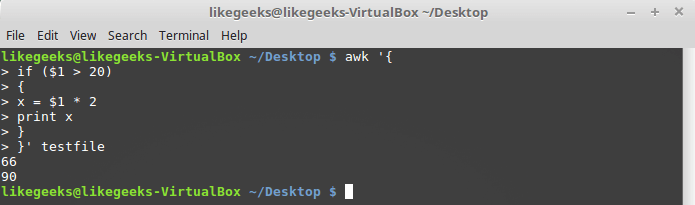 likegeeks@likegeeks-VirtualBox ~/Desktop
File Edit View Search Terminal Help
likegeeks@likegeeks-VirtualBox ~/Desktop $ awk '{
> if ($1 > 20)
> {
> x = $1 * 2
> print x
> }
> }' testfile
66
90
likegeeks@likegeeks-VirtualBox ~/Desktop $